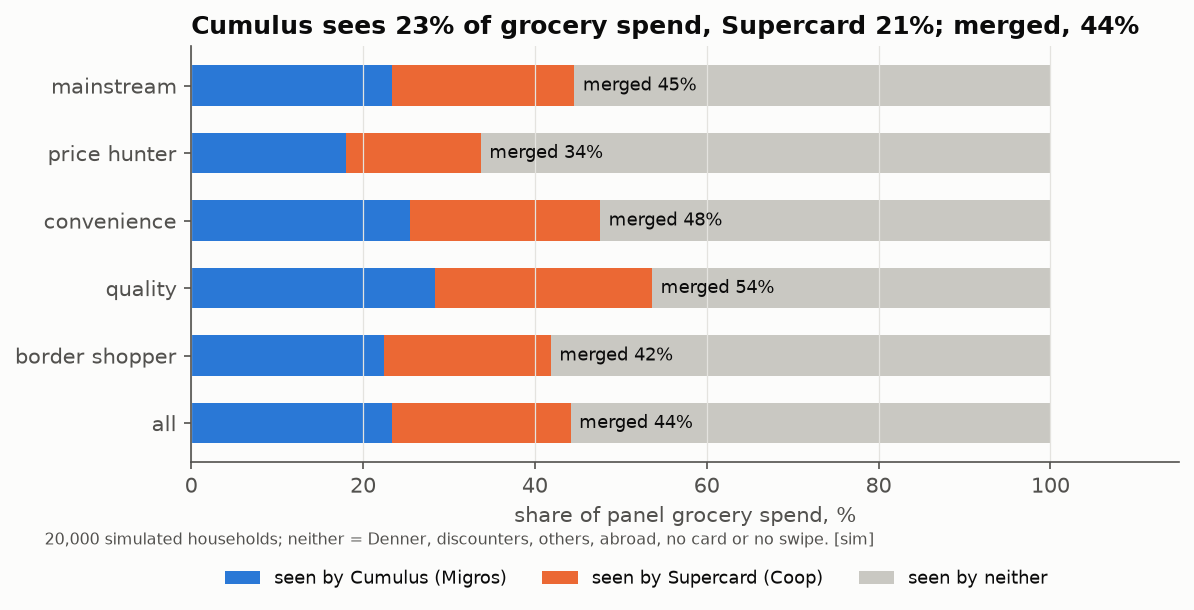 Cumulus sees 23% of grocery spend, Supercard 21%; merged, 44%
mainstream
merged 45%
price hunter
merged 34%
convenience
merged 48%
quality
merged 54%
border shopper
merged 42%
all
merged 44%
0 20 40 60 80 100
share of panel grocery spend, %
20,000 simulated households; neither = Denner, discounters, others, abroad, no card or no swipe. [sim]
seen by Cumulus (Migros) seen by Supercard (Coop) seen by neither